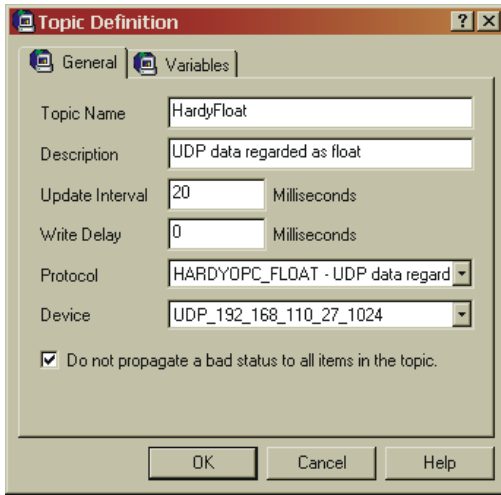 Topic Definition
General Variables
Topic Name HardyFloat
Description UDP data regarded as float
Update Interval 20 Milliseconds
Write Delay 0 Milliseconds
Protocol HARDYOPC_FLOAT - UDP data regard
Device UDP_192_168_110_27_1024
Do not propagate a bad status to all items in the topic.
OK Cancel Help